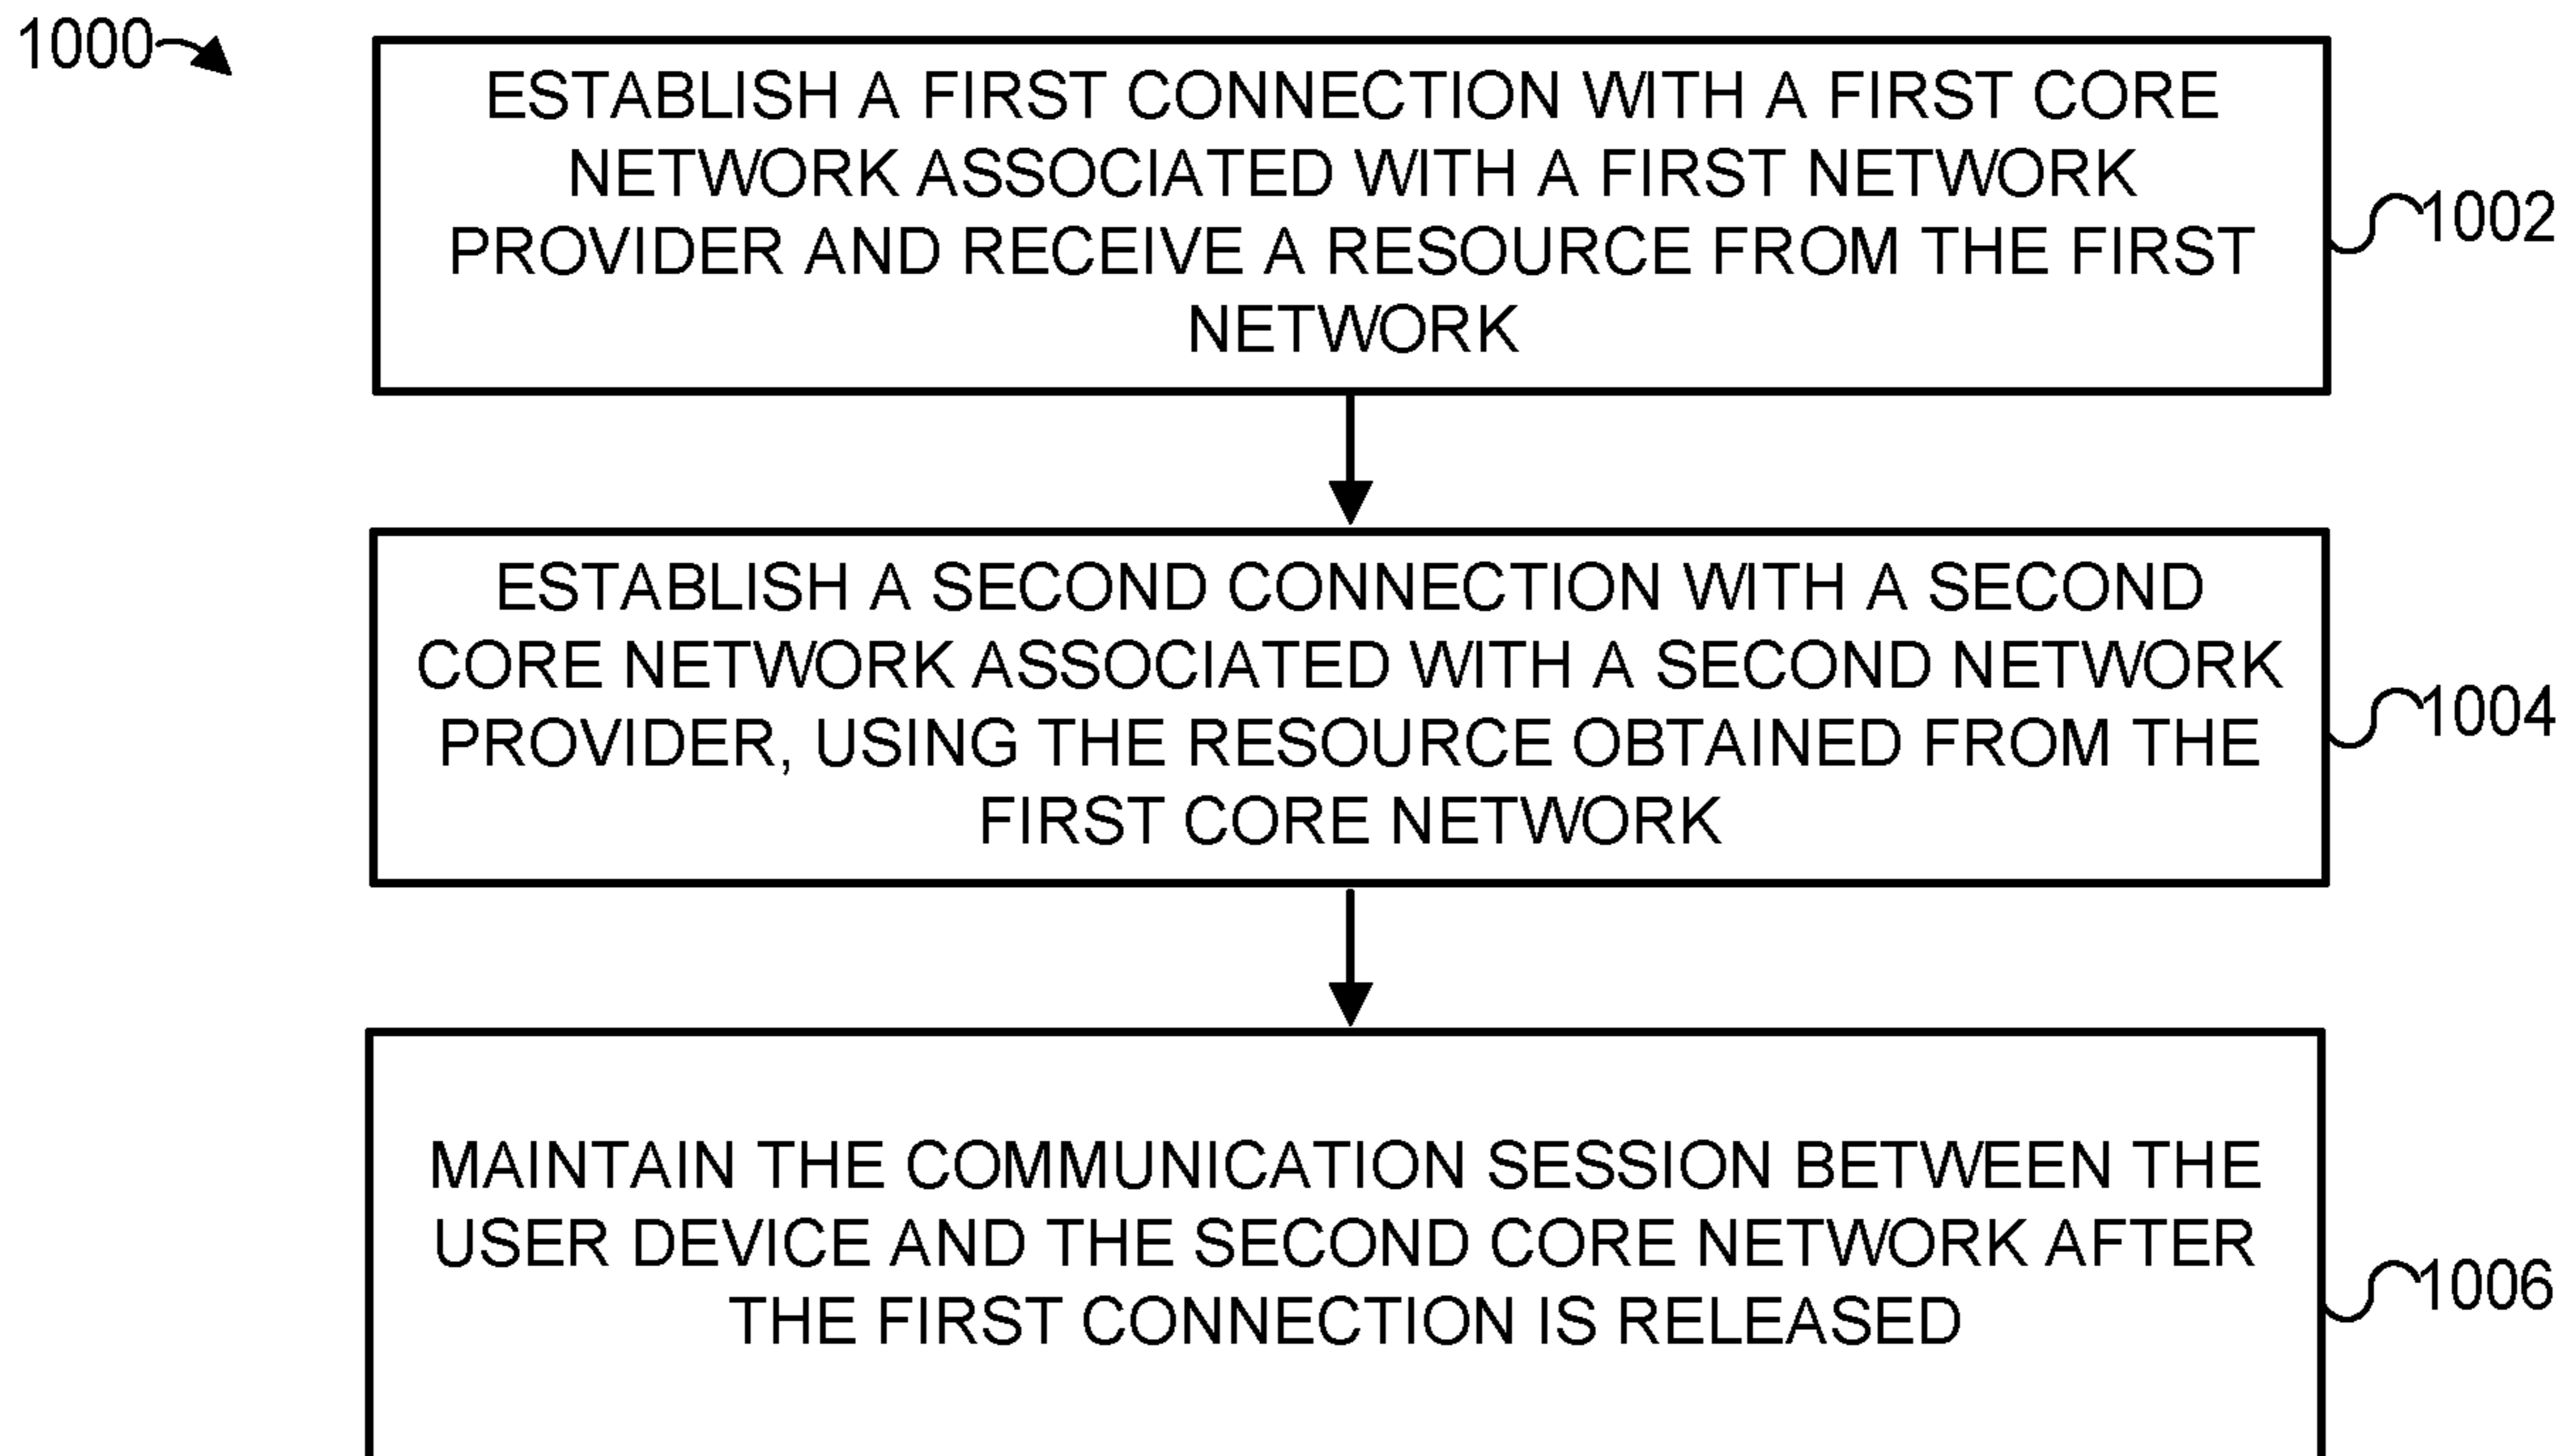 1000
ESTABLISH A FIRST CONNECTION WITH A FIRST CORE
NETWORK ASSOCIATED WITH A FIRST NETWORK
PROVIDER AND RECEIVE A RESOURCE FROM THE FIRST
NETWORK
1002
ESTABLISH A SECOND CONNECTION WITH A SECOND
CORE NETWORK ASSOCIATED WITH A SECOND NETWORK
PROVIDER, USING THE RESOURCE OBTAINED FROM THE
FIRST CORE NETWORK
1004
MAINTAIN THE COMMUNICATION SESSION BETWEEN THE
USER DEVICE AND THE SECOND CORE NETWORK AFTER
THE FIRST CONNECTION IS RELEASED
1006